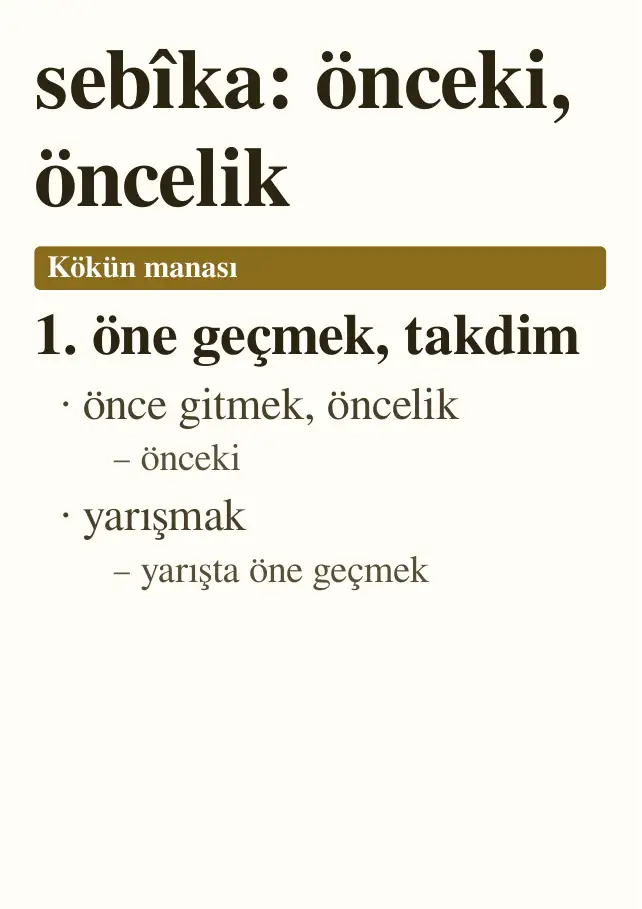 sebîka: önceki,
öncelik
Kökün manası
1. öne geçmek, takdim
· önce gitmek, öncelik
– önceki
· yarışmak
– yarışta öne geçmek